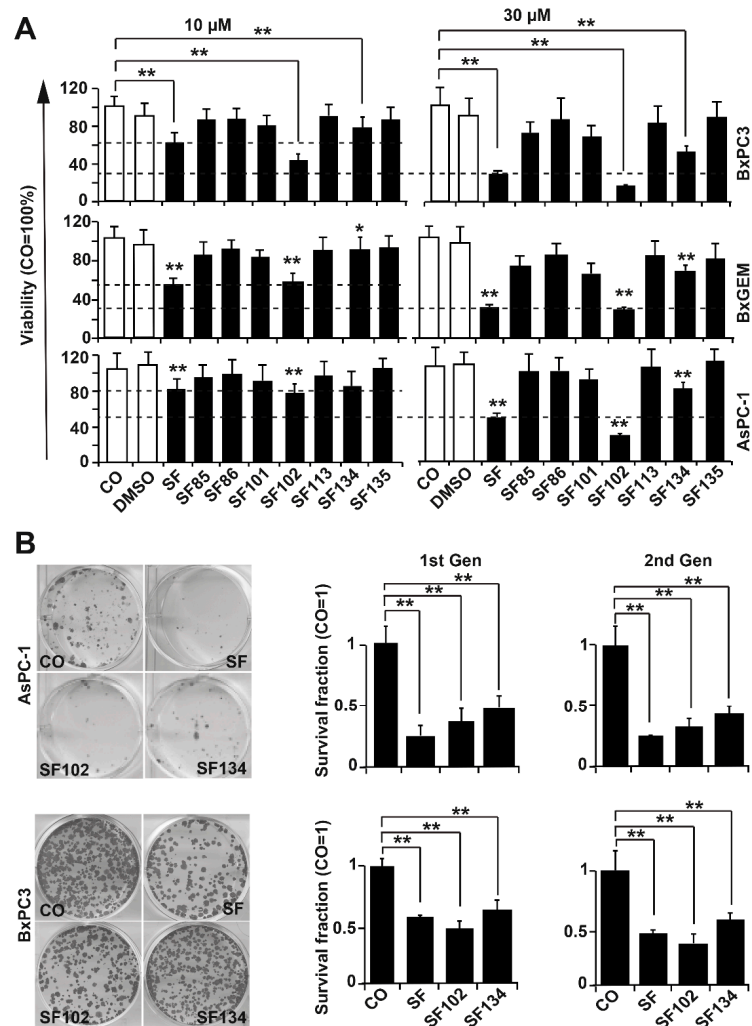 A
10 µM
30 µM
**
**
**
**
**
**
Viability (CO=100%)
120
80
40
0
BxPC3
120
80
40
0
**
**
*
**
**
**
BxGEM
120
80
40
0
**
**
**
**
**
AsPC-1
CO
DMSO
SF
SF85
SF86
SF101
SF102
SF113
SF134
SF135
CO
DMSO
SF
SF85
SF86
SF101
SF102
SF113
SF134
SF135
B
AsPC-1
CO
SF
SF102
SF134
1st Gen
2nd Gen
Survival fraction (CO=1)
1
0.5
0
**
**
**
1
0.5
0
**
**
**
BxPC3
CO
SF
SF102
SF134
Survival fraction (CO=1)
1
0.5
0
**
**
**
CO
SF
SF102
SF134
1
0.5
0
**
**
**
CO
SF
SF102
SF134